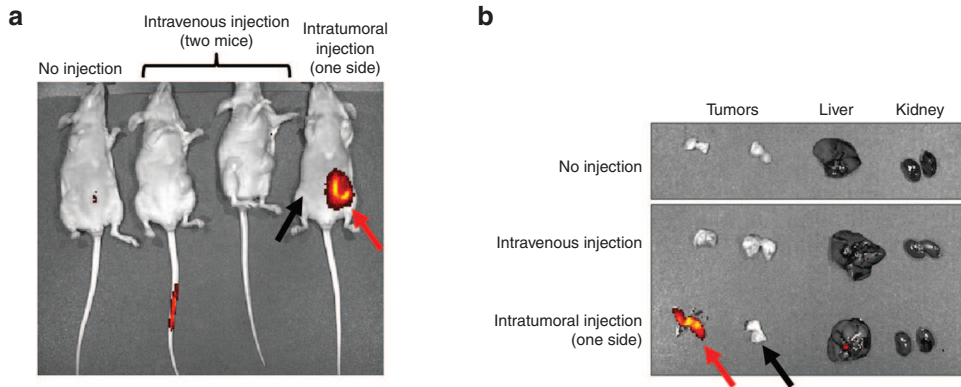 a
Intravenous injection
(two mice)
Intratumoral
injection
(one side)
No injection
b
Tumors Liver Kidney
No injection
Intravenous injection
Intratumoral injection
(one side)